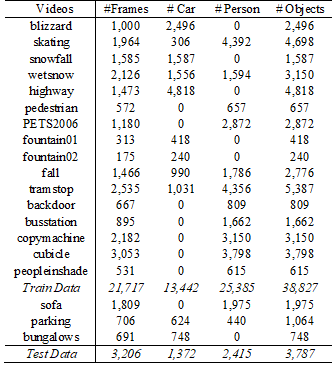 Videos #Frames # Car # Person # Objects
blizzard 1,000 2,496 0 2,496
skating 1,964 306 4,392 4,698
snowfall 1,585 1,587 0 1,587
wetsnow 2,126 1,556 1,594 3,150
highway 1,473 4,818 0 4,818
pedestrian 572 0 657 657
PETS2006 1,180 0 2,872 2,872
fountain01 313 418 0 418
fountain02 175 240 0 240
fall 1,466 990 1,786 2,776
tramstop 2,535 1,031 4,356 5,387
backdoor 667 0 809 809
busstation 895 0 1,662 1,662
copymachine 2,182 0 3,150 3,150
cubicle 3,053 0 3,798 3,798
peopleinshade 531 0 615 615
Train Data 21,717 13,442 25,385 38,827
sofa 1,809 0 1,975 1,975
parking 706 624 440 1,064
bungalows 691 748 0 748
Test Data 3,206 1,372 2,415 3,787